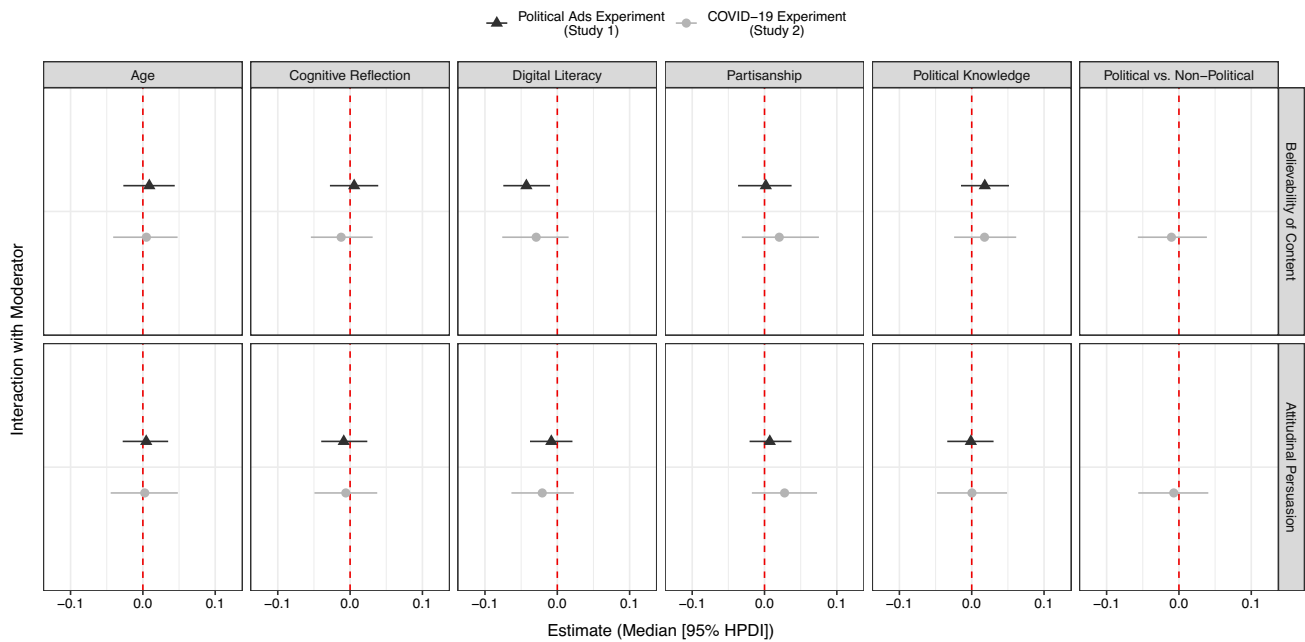 Political Ads Experiment
(Study 1)
COVID−19 Experiment
(Study 2)
Age
Cognitive Reflection
Digital Literacy
Partisanship
Political Knowledge
Political vs. Non−Political
Believability of Content
Attitudinal Persuasion
Interaction with Moderator
−0.1 0.0 0.1 −0.1 0.0 0.1 −0.1 0.0 0.1 −0.1 0.0 0.1 −0.1 0.0 0.1 −0.1 0.0 0.1
Estimate (Median [95% HPDI])